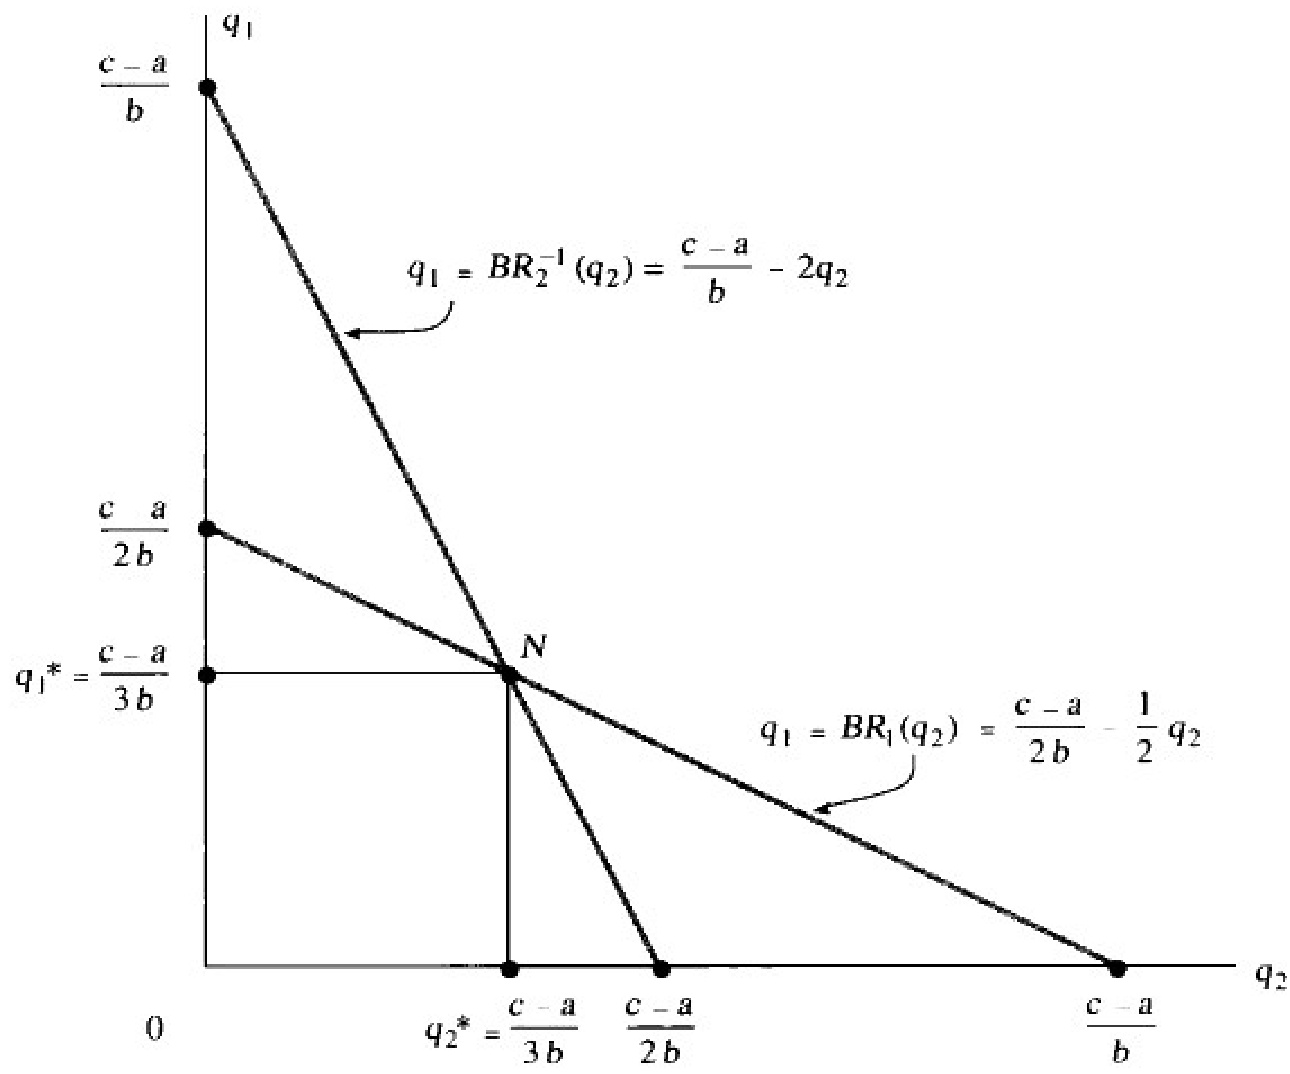 q₁
c – a
b
q₁ = BR₂⁻¹ (q₂) = c – a / b – 2q₂
c a
2b
N
q₁* = c – a / 3b
q₁ = BR₁(q₂) = c – a / 2b – 1/2 q₂
q₂
0
q₂* = c – a / 3b
c – a
2b
c – a
b